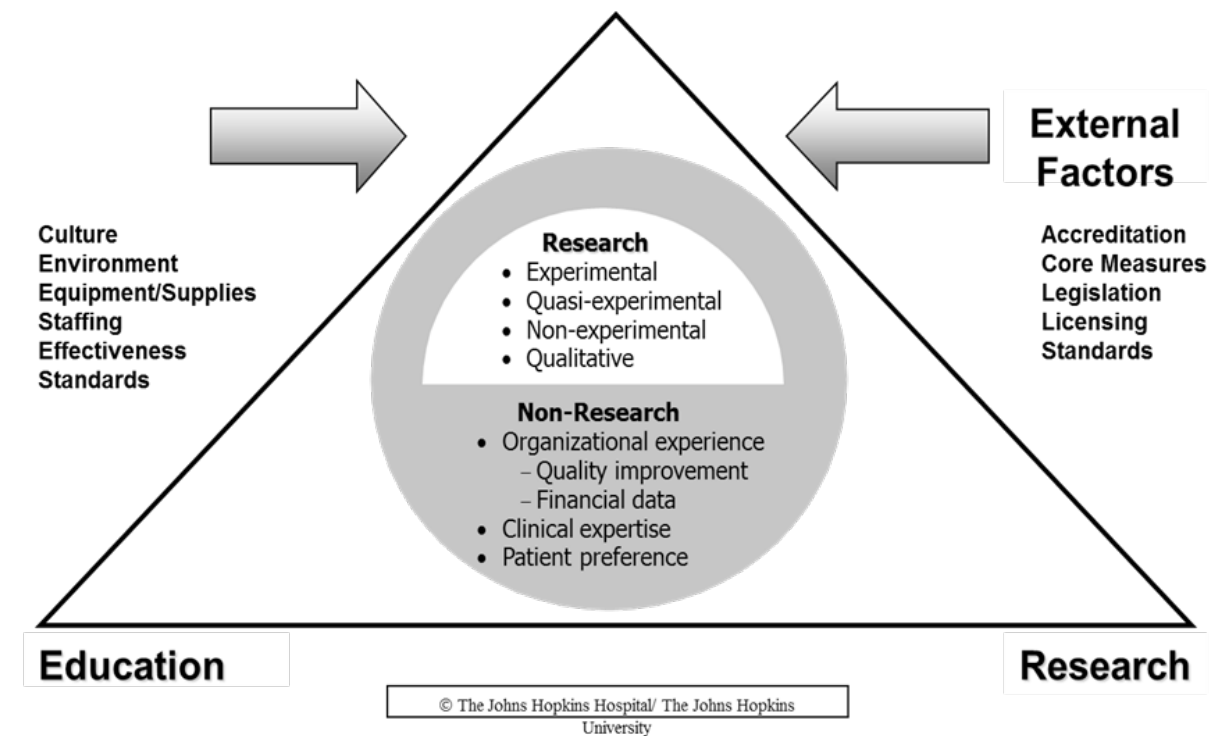 External
Factors
Culture
Environment
Equipment/Supplies
Staffing
Effectiveness
Standards
Accreditation
Core Measures
Legislation
Licensing
Standards
Research
• Experimental
• Quasi-experimental
• Non-experimental
• Qualitative
Non-Research
• Organizational experience
– Quality improvement
– Financial data
• Clinical expertise
• Patient preference
Education
Research
© The Johns Hopkins Hospital/ The Johns Hopkins
University